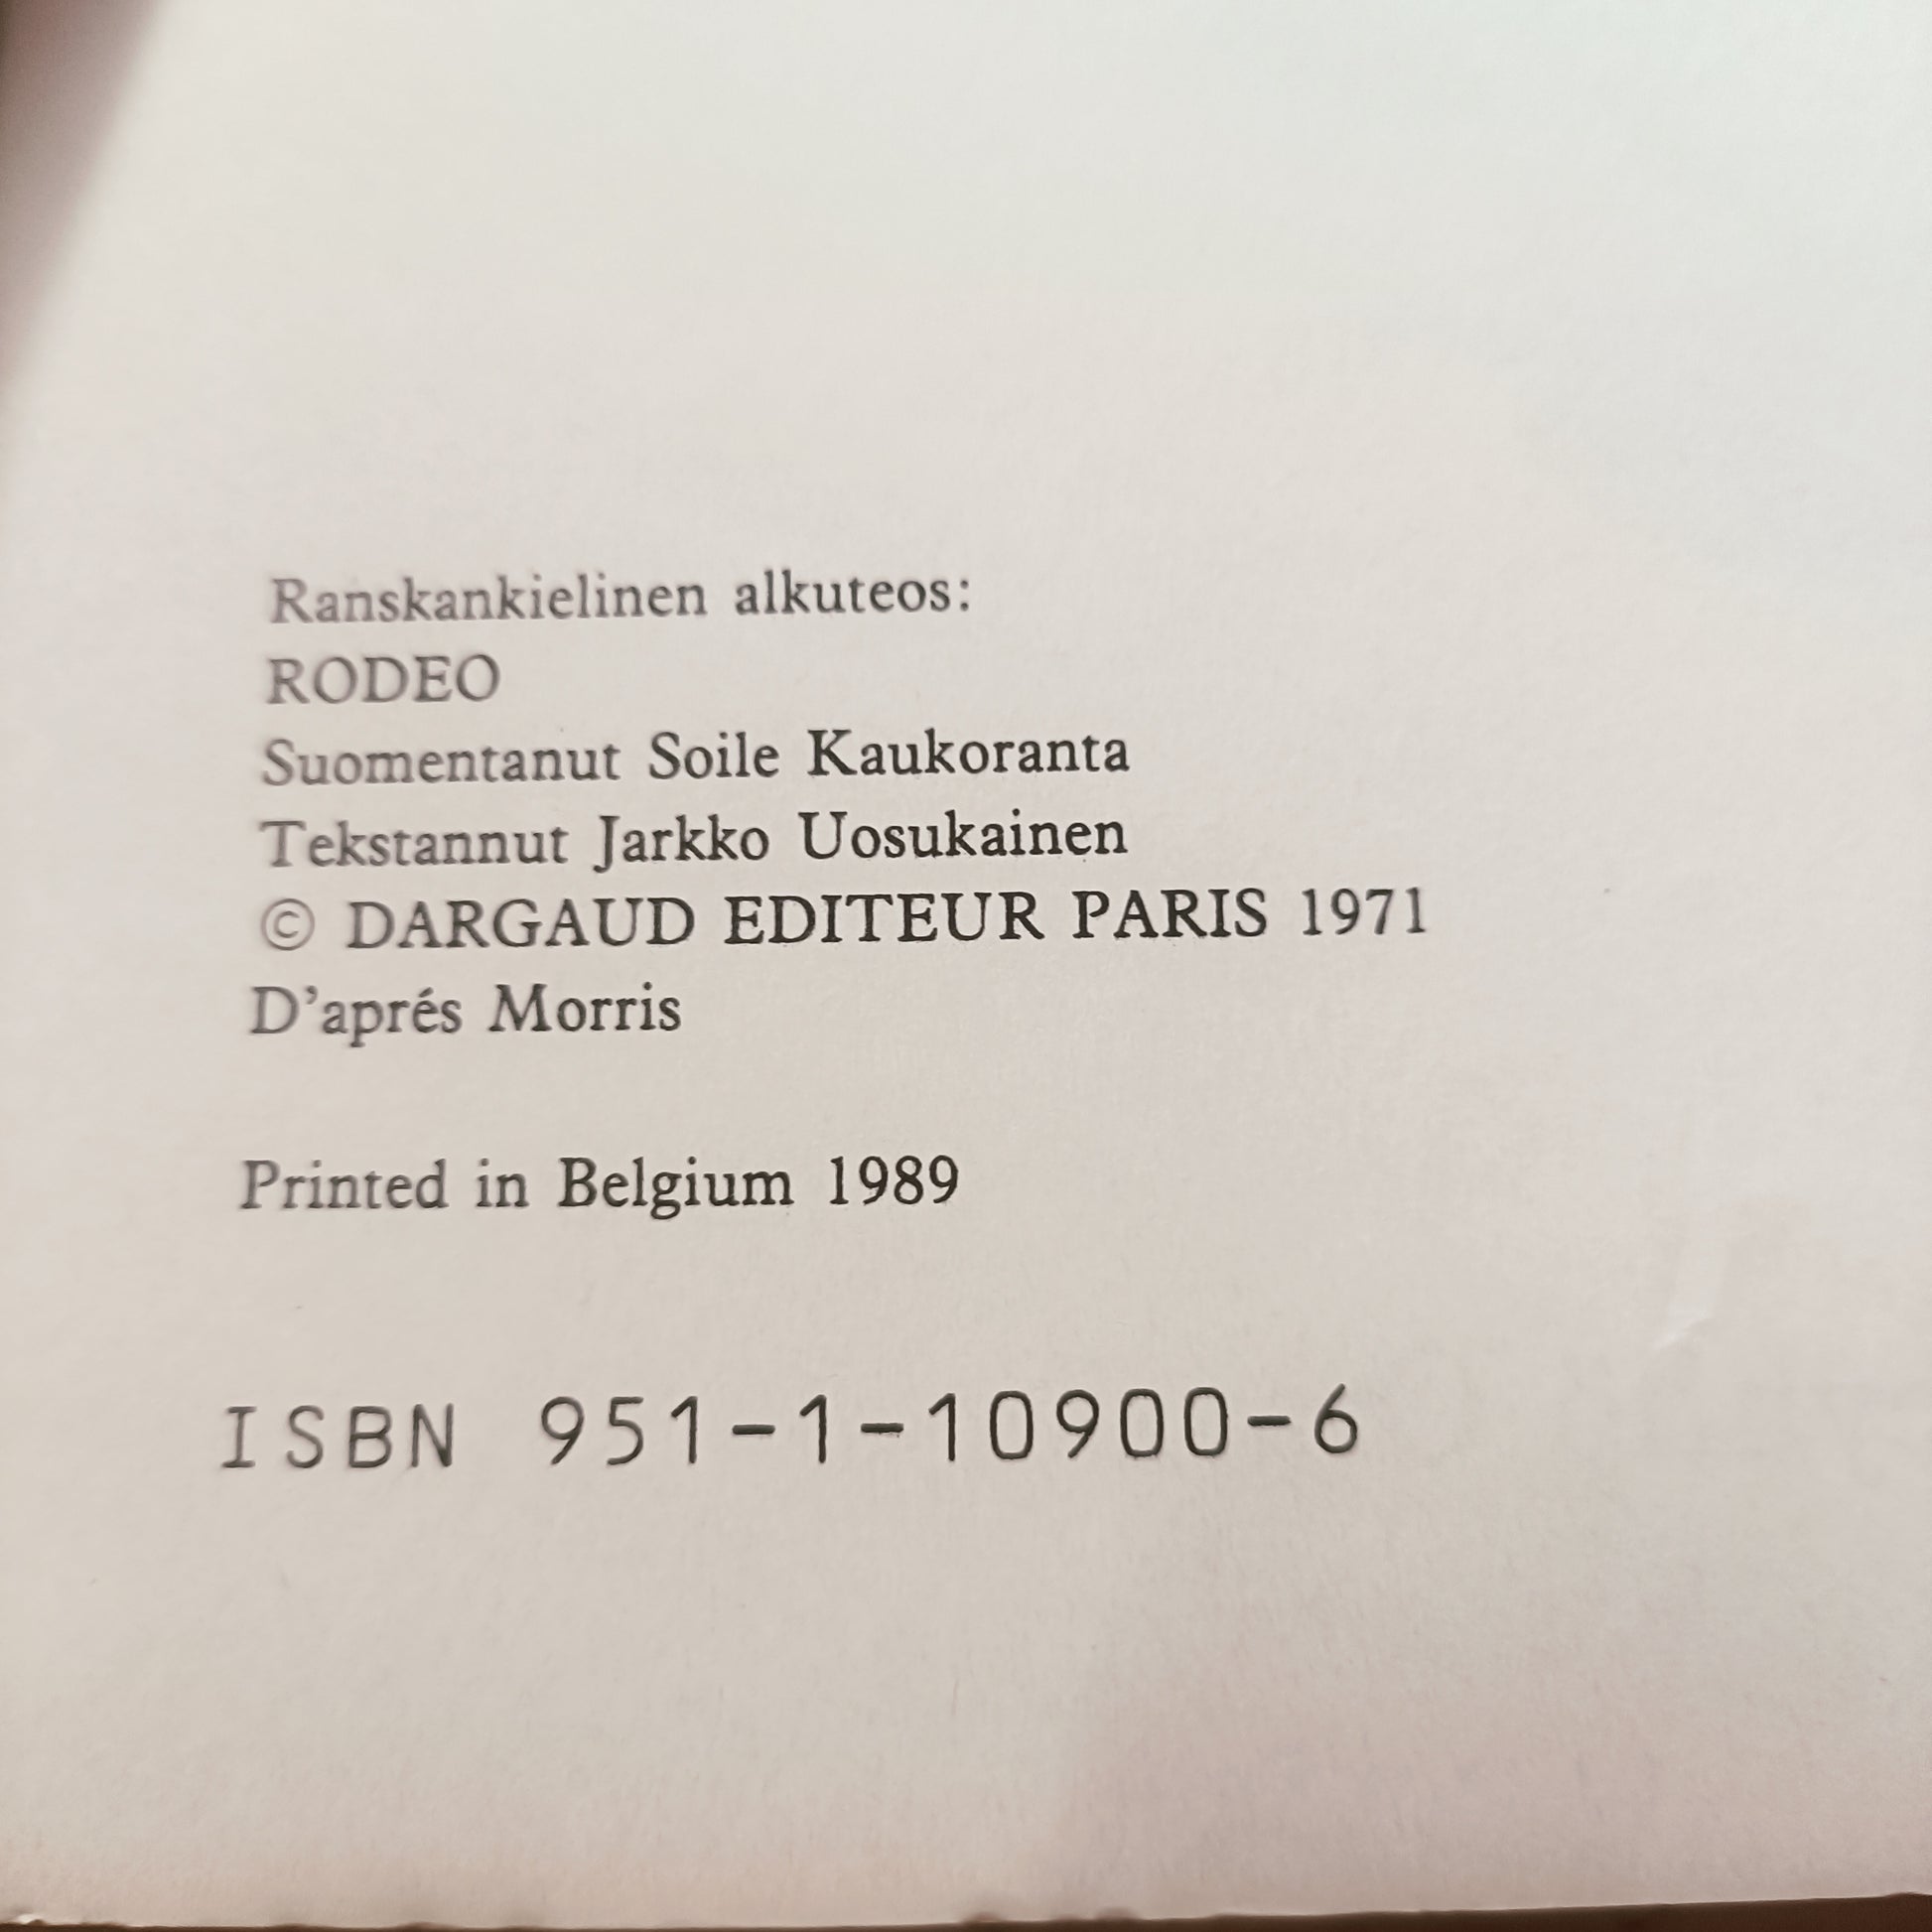 Ranskankielinen alkuteos:
RODEO
Suomentanut Soile Kaukoranta
Tekstannut Jarkko Uosukainen
© DARGAUD EDITEUR PARIS 1971
D’aprés Morris
Printed in Belgium 1989
ISBN 951-1-10900-6